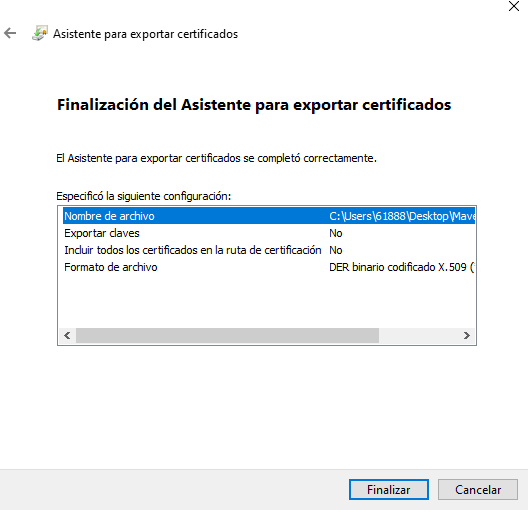 Asistente para exportar certificados
Finalización del Asistente para exportar certificados
El Asistente para exportar certificados se completó correctamente.
Especificó la siguiente configuración:
Nombre de archivo C:\Users\61888\Desktop\Mave
Exportar claves No
Incluir todos los certificados en la ruta de certificación No
Formato de archivo DER binario codificado X.509 (
Finalizar Cancelar